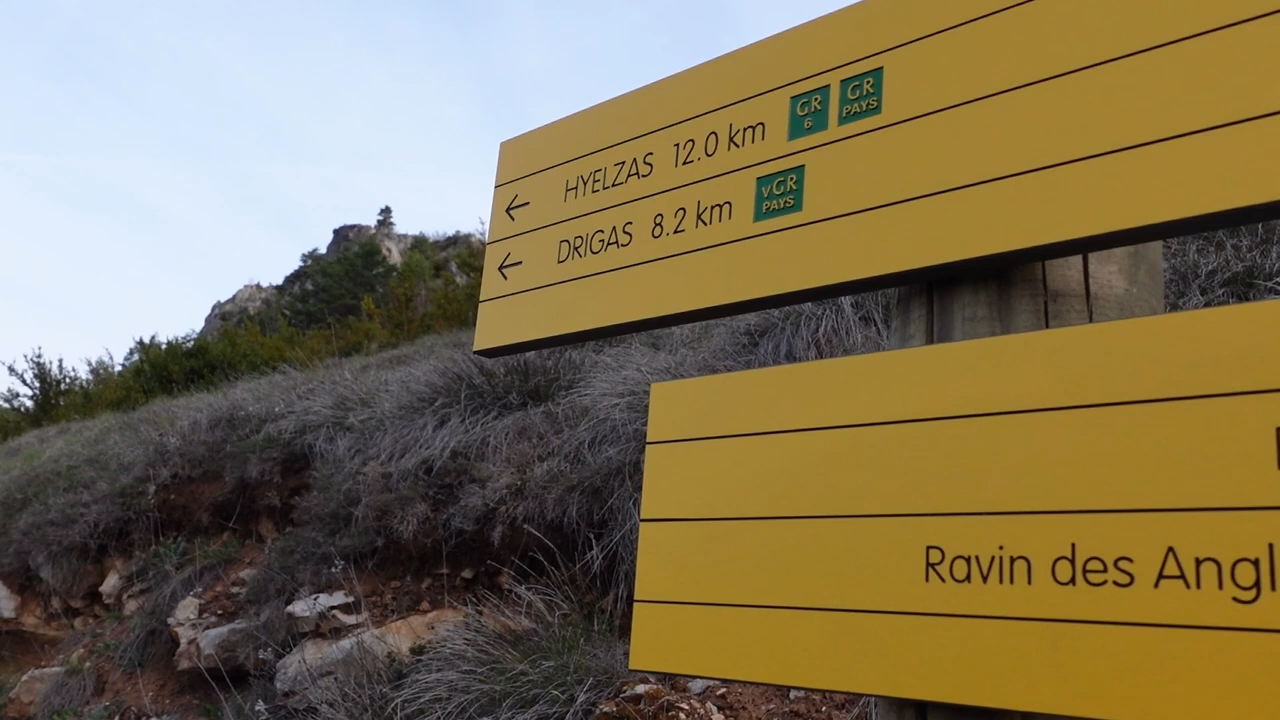 ← HYELZAS 12.0 km GR 6 GR PAYS
← DRIGAS 8.2 km vGR PAYS
Ravin des Angl